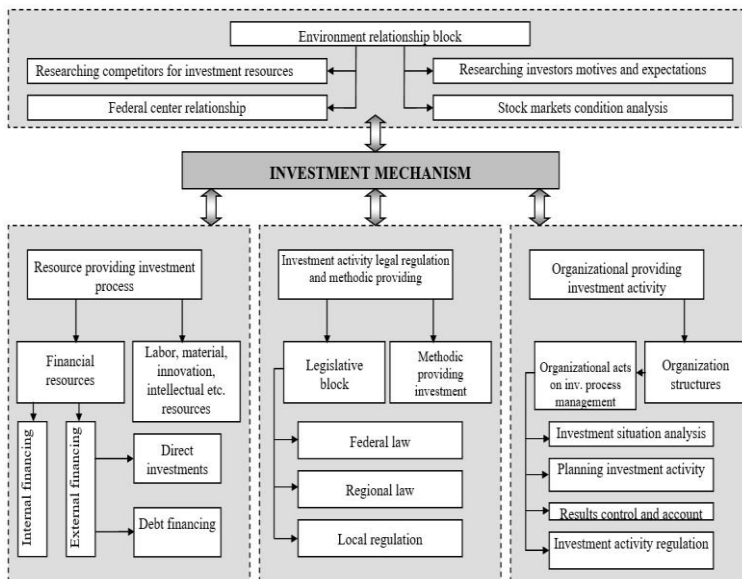 Environment relationship block
Researching competitors for investment resources
Researching investors motives and expectations
Federal center relationship
Stock markets condition analysis
INVESTMENT MECHANISM
Resource providing investment
process
Financial
resources
Labor, material,
innovation,
intellectual etc.
resources
Internal financing
External financing
Direct
investments
Debt financing
Investment activity legal regulation
and methodic providing
Legislative
block
Methodic
providing
investment
Federal law
Regional law
Local regulation
Organizational providing
investment activity
Organizational acts
on inv. process
management
Organization
structures
Investment situation analysis
Planning investment activity
Results control and account
Investment activity regulation